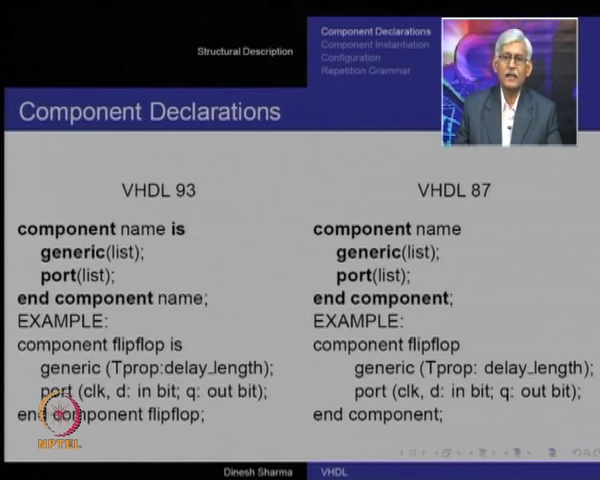 Structural Description
Component Declarations
Component Instantiation
Configuration
Repetition Grammar
Component Declarations
VHDL 93
component name is
generic(list);
port(list);
end component name;
EXAMPLE:
component flipflop is
generic (Tprop:delay_length);
port (clk, d: in bit; q: out bit);
end component flipflop;
VHDL 87
component name
generic(list);
port(list);
end component;
EXAMPLE:
component flipflop
generic (Tprop: delay_length);
port (clk, d: in bit; q: out bit);
end component;
NPTEL
Dinesh Sharma
VHDL